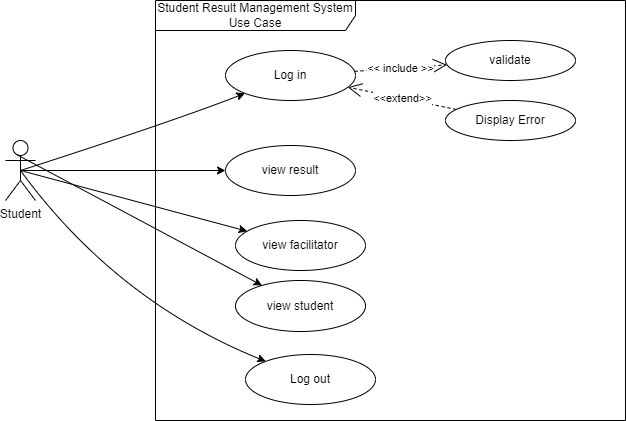 Student Result Management System
Use Case
Log in
<< include >>
validate
<<extend>>
Display Error
view result
Student
view facilitator
view student
Log out